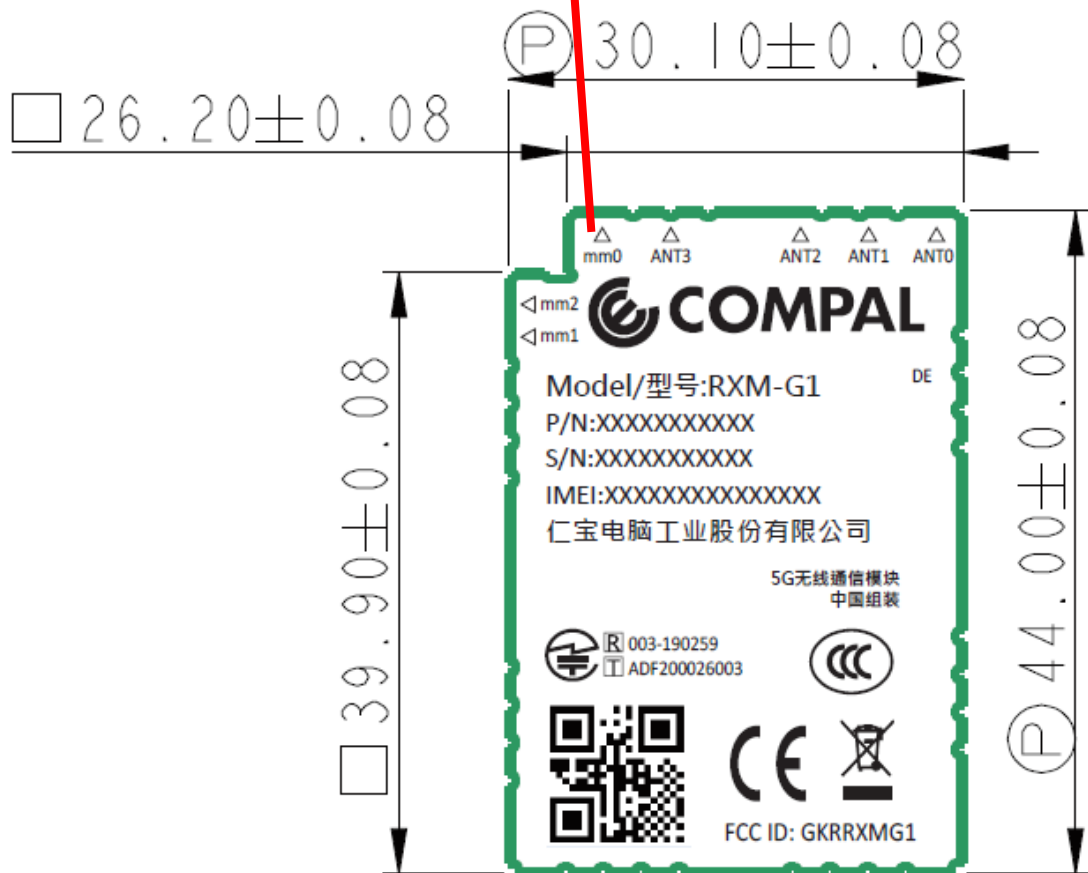 Ⓟ 30.10±0.08
□ 26.20±0.08
mm0 ANT3 ANT2 ANT1 ANT0
mm2
mm1
COMPAL
DE
Model/型号:RXM-G1
P/N:XXXXXXXXXXX
S/N:XXXXXXXXXXX
IMEI:XXXXXXXXXXXXXXX
仁宝电脑工业股份有限公司
5G无线通信模块
中国组装
R 003-190259
T ADF200026003
CCC
CE
FCC ID: GKRRXMG1
□ 39.90±0.08
Ⓟ 44.00±0.08